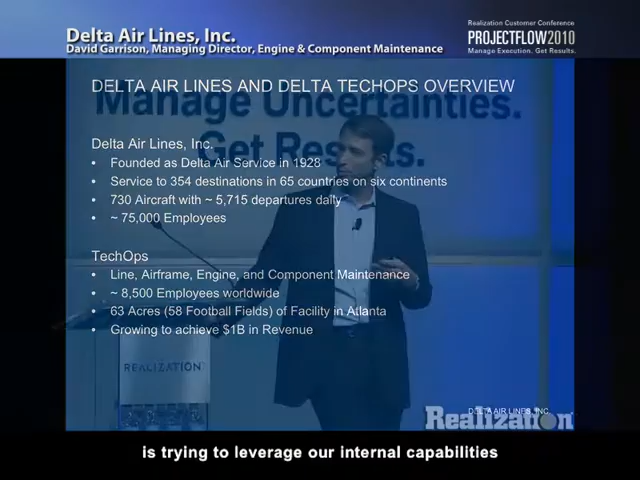 Delta Air Lines, Inc.
David Garrison, Managing Director, Engine & Component Maintenance
Realization Customer Conference
PROJECTFLOW2010
Manage Execution. Get Results.
DELTA AIR LINES AND DELTA TECHOPS OVERVIEW
Manage Uncertainties.
Get Results.
Delta Air Lines, Inc.
• Founded as Delta Air Service in 1928
• Service to 354 destinations in 65 countries on six continents
• 730 Aircraft with ~ 5,715 departures daily
• ~ 75,000 Employees
TechOps
• Line, Airframe, Engine, and Component Maintenance
• ~ 8,500 Employees worldwide
• 63 Acres (58 Football Fields) of Facility in Atlanta
• Growing to achieve $1B in Revenue
REALIZATION
DELTA AIR LINES, INC.
Realization
is trying to leverage our internal capabilities